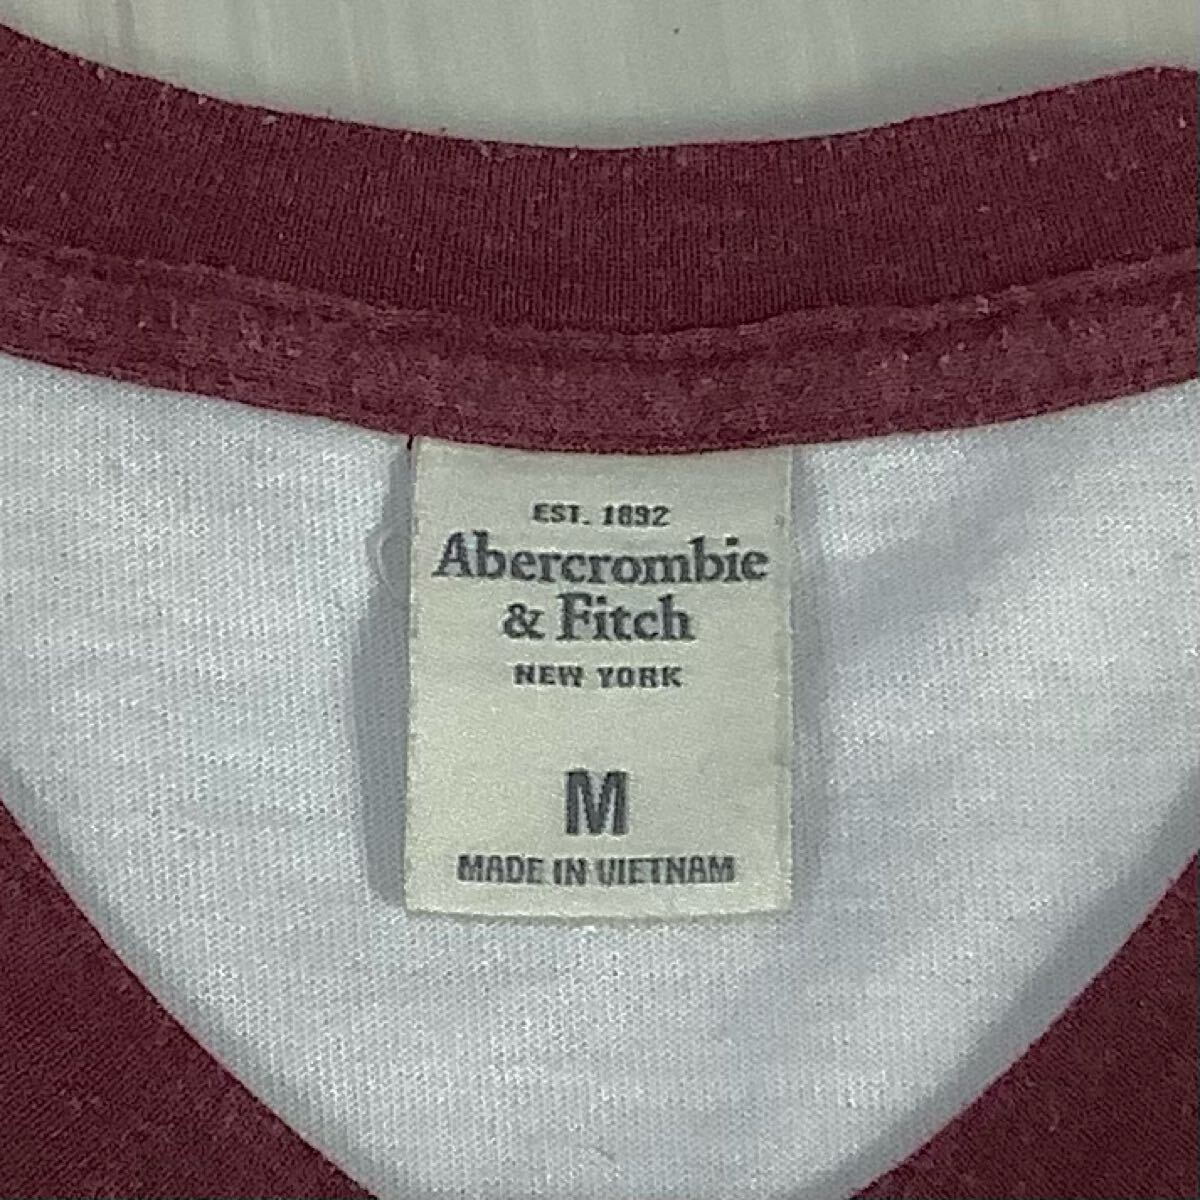 EST. 1892
Abercrombie
& Fitch
NEW YORK
M
MADE IN VIETNAM